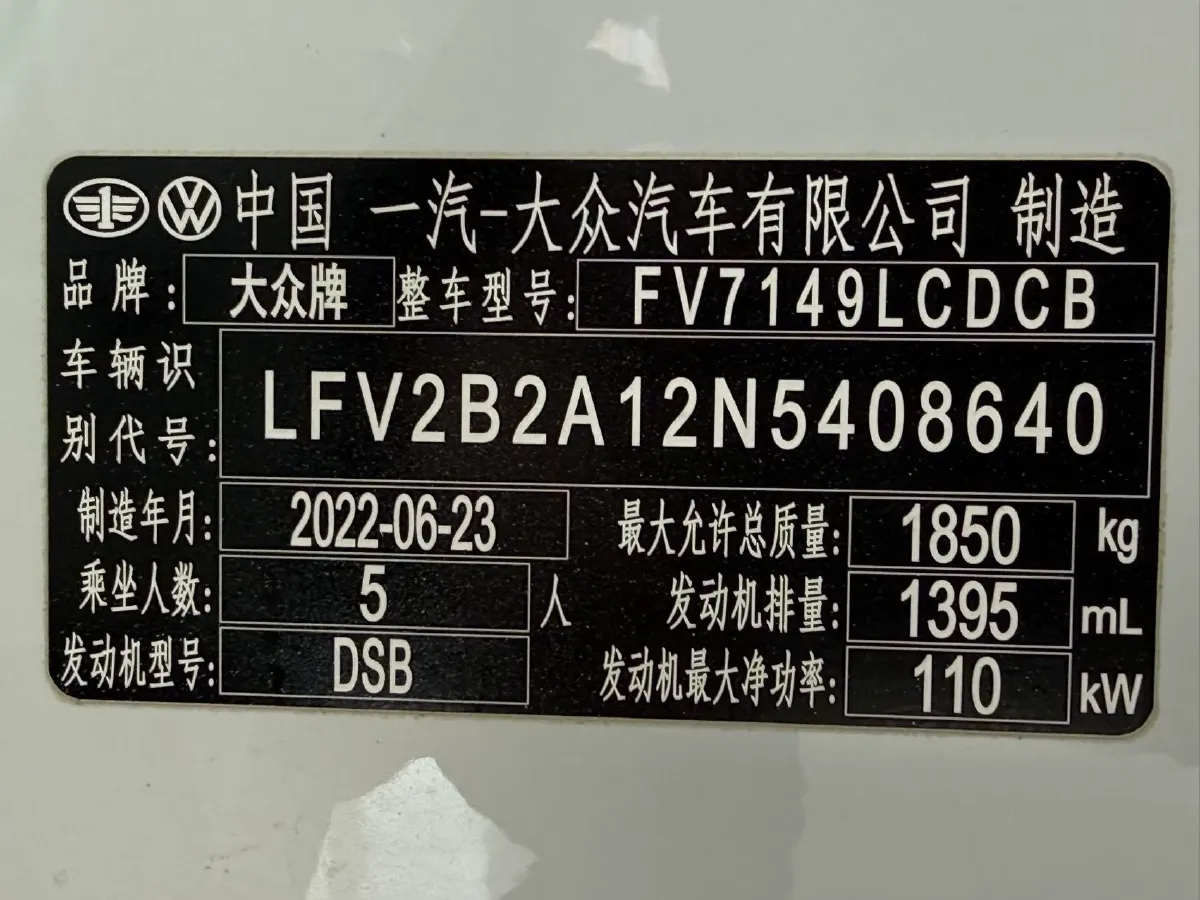 中国 一汽-大众汽车有限公司 制造
品牌: 大众牌 整车型号: FV7149LCDCB
车辆识别代号: LFV2B2A12N5408640
制造年月: 2022-06-23 最大允许总质量: 1850 kg
乘坐人数: 5 人 发动机排量: 1395 mL
发动机型号: DSB 发动机最大净功率: 110 kW